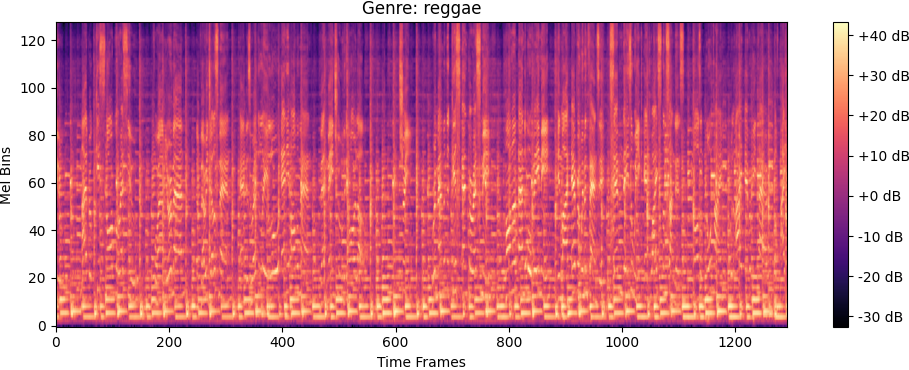 Genre: reggae
120
100
80
60
40
20
0
Mel Bins
0 200 400 600 800 1000 1200
Time Frames
+40 dB
+30 dB
+20 dB
+10 dB
+0 dB
-10 dB
-20 dB
-30 dB